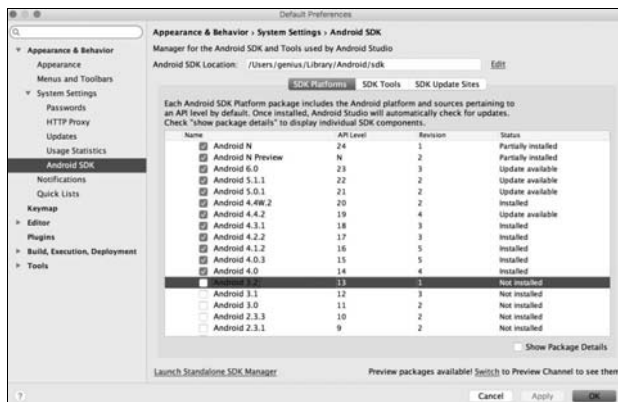 Default Preferences
Appearance & Behavior
Appearance
Menus and Toolbars
System Settings
Passwords
HTTP Proxy
Updates
Usage Statistics
Android SDK
Notifications
Quick Lists
Keymap
Editor
Plugins
Build, Execution, Deployment
Tools
Appearance & Behavior › System Settings › Android SDK
Manager for the Android SDK and Tools used by Android Studio
Android SDK Location: /Users/genius/Library/Android/sdk Edit
SDK Platforms SDK Tools SDK Update Sites
Each Android SDK Platform package includes the Android platform and sources pertaining to
an API level by default. Once installed, Android Studio will automatically check for updates.
Check "show package details" to display individual SDK components.
Name API Level Revision Status
Android N 24 1 Partially installed
Android N Preview N 2 Partially installed
Android 6.0 23 3 Update available
Android 5.1.1 22 2 Update available
Android 5.0.1 21 2 Update available
Android 4.4W.2 20 2 Installed
Android 4.4.2 19 4 Update available
Android 4.3.1 18 3 Installed
Android 4.2.2 17 3 Installed
Android 4.1.2 16 5 Installed
Android 4.0.3 15 5 Installed
Android 4.0 14 4 Installed
Android 3.2 13 1 Not installed
Android 3.1 12 3 Not installed
Android 3.0 11 2 Not installed
Android 2.3.3 10 2 Not installed
Android 2.3.1 9 2 Not installed
Show Package Details
Launch Standalone SDK Manager Preview packages available! Switch to Preview Channel to see them
? Cancel Apply OK